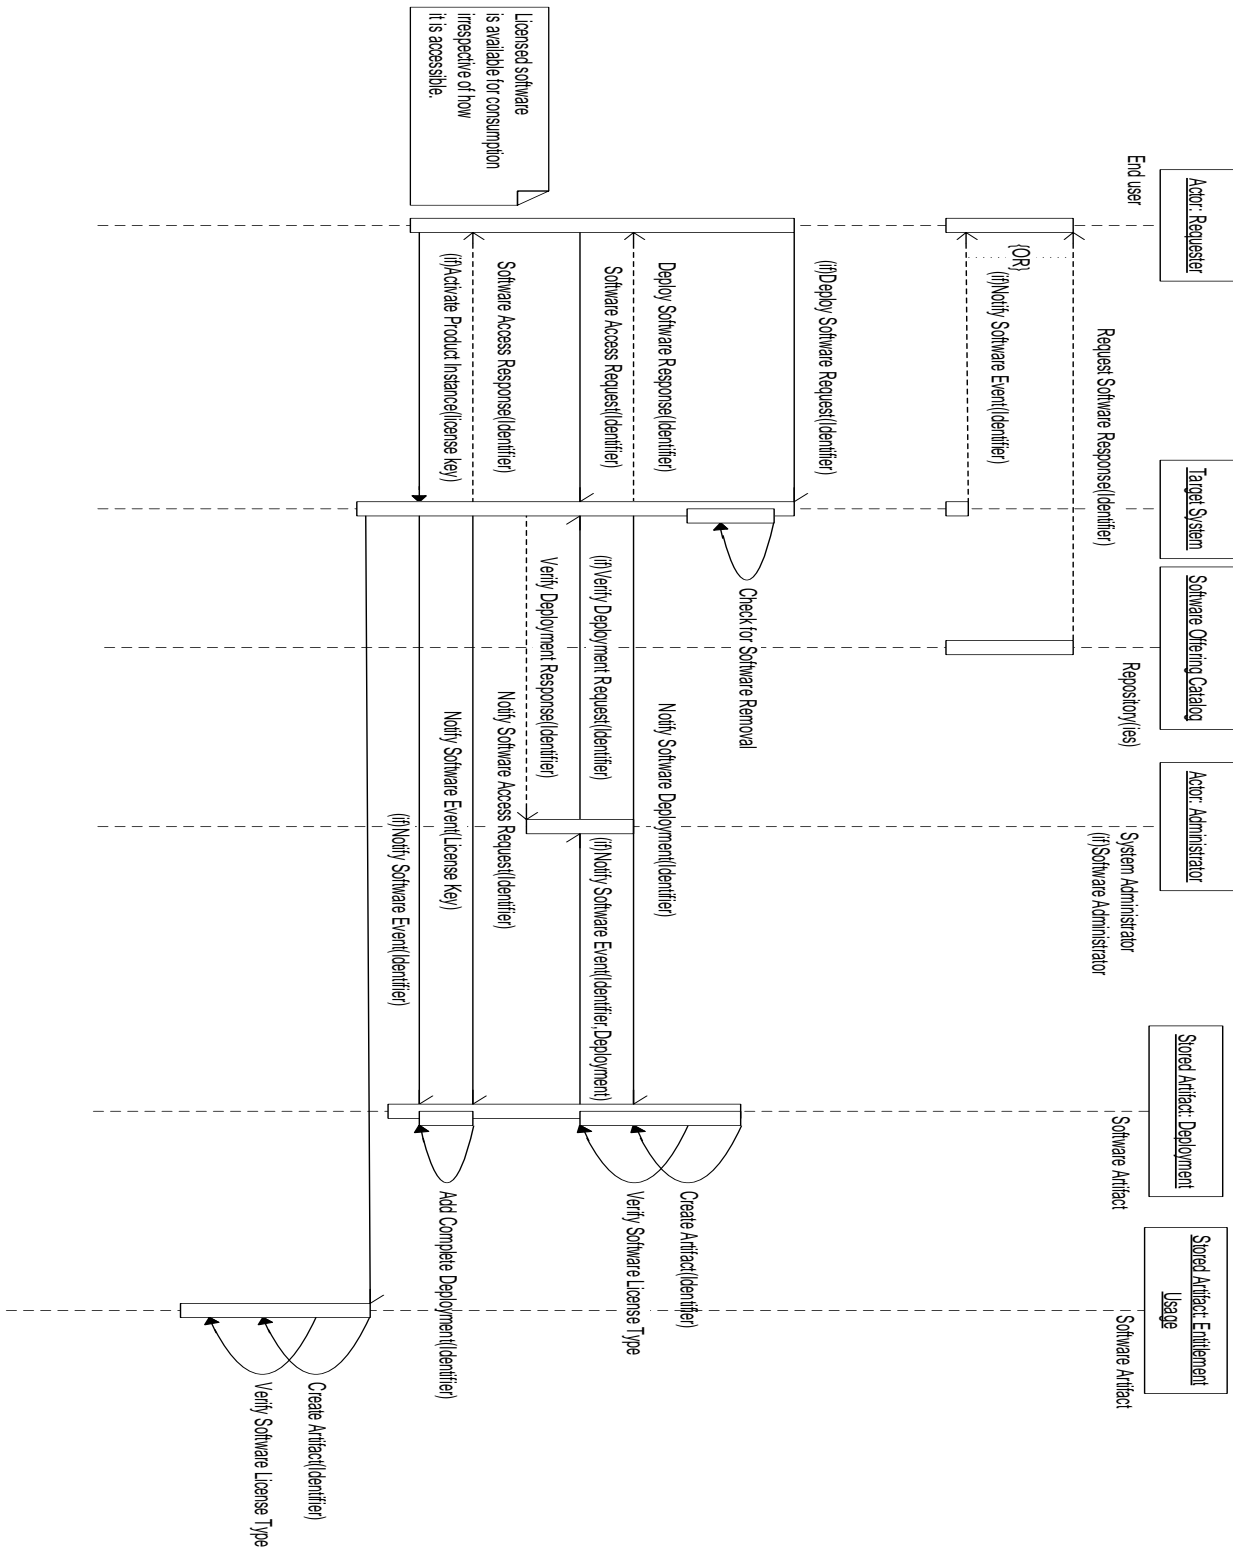 Actor: Requester
End user
Target System
Software Offering Catalog
Repository(ies)
Actor: Administrator
System Administrator
(if)Software Administrator
Stored Artifact: Deployment
Software Artifact
Stored Artifact: Entitlement
Usage
Software Artifact
Request Software Response(Identifier)
{OR}
(if)Notify Software Event(Identifier)
(if)Deploy Software Request(Identifier)
Check for Software Removal
Create Artifact(Identifier)
Deploy Software Response(Identifier)
Notify Software Deployment(Identifier)
Verify Software License Type
Software Access Request(Identifier)
(if)Verify Deployment Request(Identifier)
(if)Notify Software Event(Identifier,Deployment)
Verify Deployment Response(Identifier)
Software Access Response(Identifier)
Notify Software Access Request(Identifier)
(if)Activate Product Instance(license key)
Notify Software Event(License Key)
Add Complete Deployment(Identifier)
(if)Notify Software Event(Identifier)
Create Artifact(Identifier)
Verify Software License Type
Licensed software
is available for consumption
irrespective of how
it is accessible.